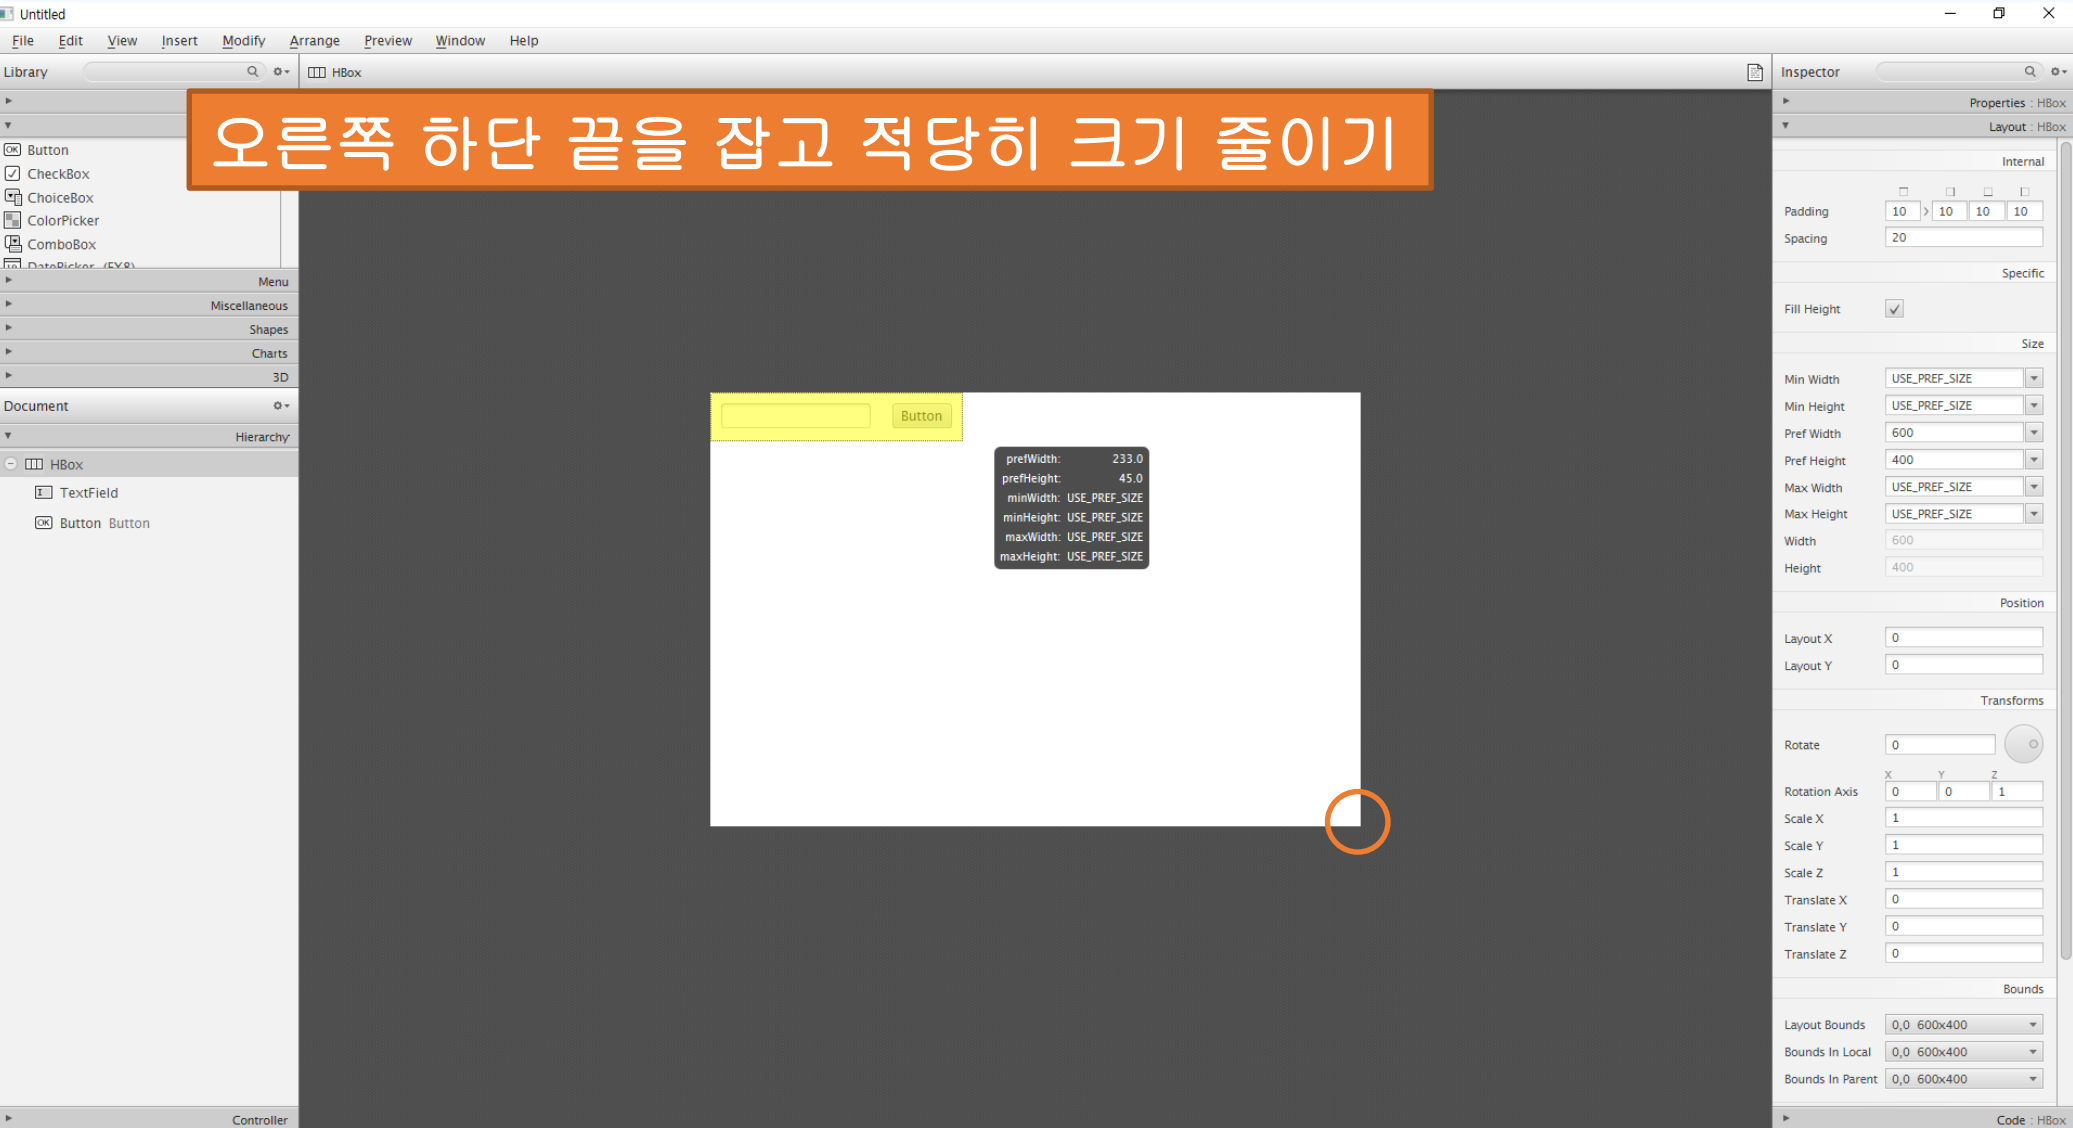 Untitled
File Edit View Insert Modify Arrange Preview Window Help
Library
HBox
Inspector
오른쪽 하단 끝을 잡고 적당히 크기 줄이기
Button
CheckBox
ChoiceBox
ColorPicker
ComboBox
DatePicker (FX8)
Menu
Miscellaneous
Shapes
Charts
3D
Document
Hierarchy
HBox
TextField
Button Button
Controller
Button
prefWidth: 233.0
prefHeight: 45.0
minWidth: USE_PREF_SIZE
minHeight: USE_PREF_SIZE
maxWidth: USE_PREF_SIZE
maxHeight: USE_PREF_SIZE
Properties : HBox
Layout : HBox
Internal
Padding 10 10 10 10
Spacing 20
Specific
Fill Height
Size
Min Width USE_PREF_SIZE
Min Height USE_PREF_SIZE
Pref Width 600
Pref Height 400
Max Width USE_PREF_SIZE
Max Height USE_PREF_SIZE
Width 600
Height 400
Position
Layout X 0
Layout Y 0
Transforms
Rotate 0
X Y Z
Rotation Axis 0 0 1
Scale X 1
Scale Y 1
Scale Z 1
Translate X 0
Translate Y 0
Translate Z 0
Bounds
Layout Bounds 0,0 600x400
Bounds In Local 0,0 600x400
Bounds In Parent 0,0 600x400
Code : HBox